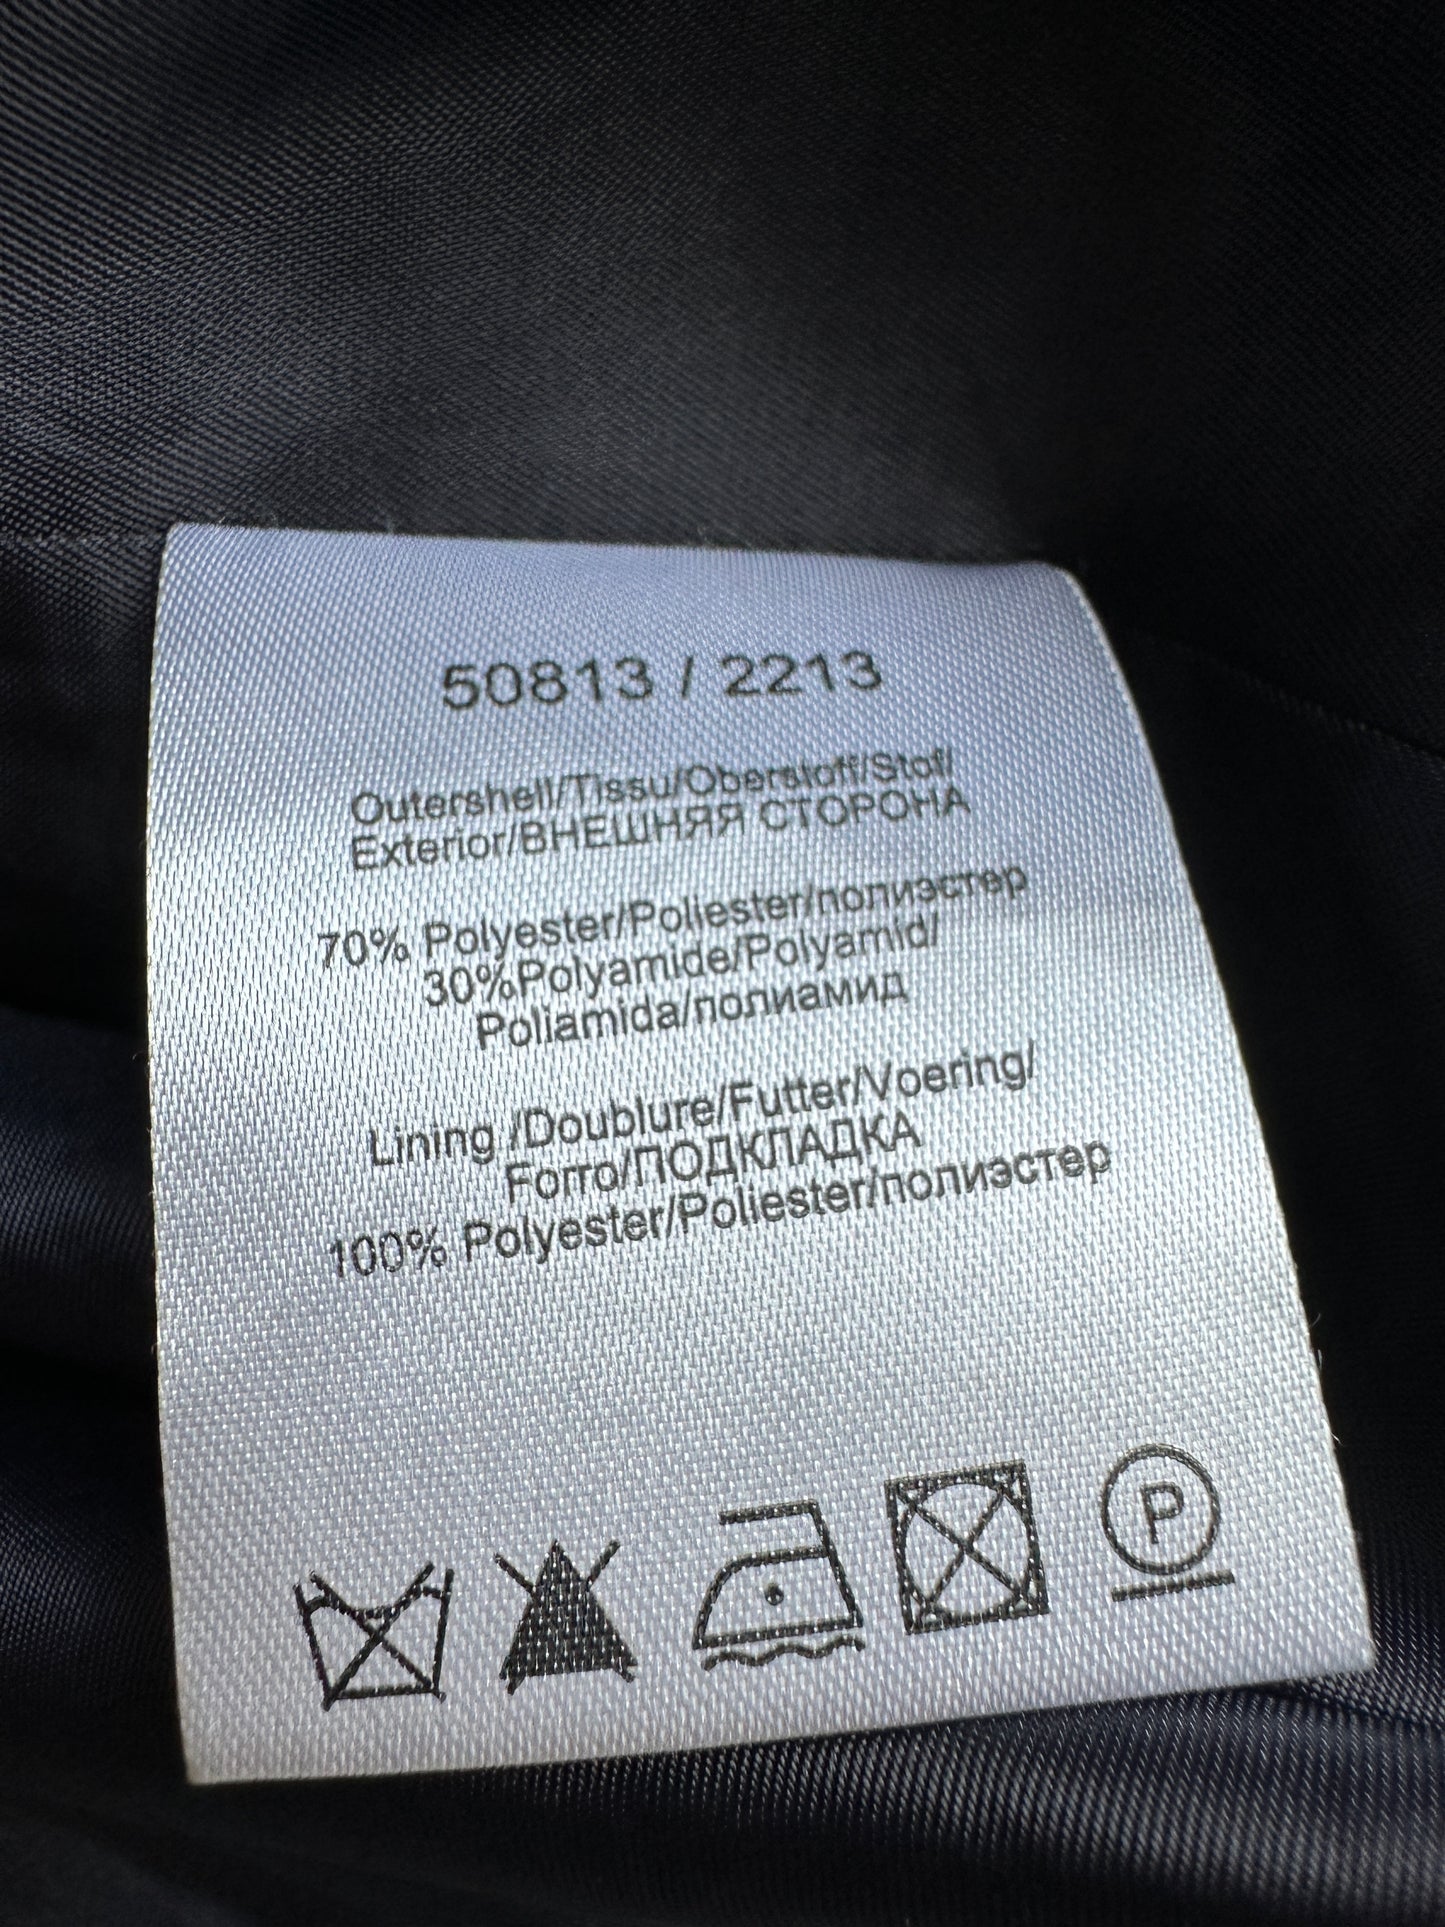 50813 / 2213
Outershell/Tissu/Oberstoff/Stof/
Exterior/ВНЕШНЯЯ СТОРОНА
70% Polyester/Poliester/полиэстер
30%Polyamide/Polyamid/
Poliamida/полиамид
Lining /Doublure/Futter/Voering/
Forro/ПОДКЛАДКА
100% Polyester/Poliester/полиэстер
P